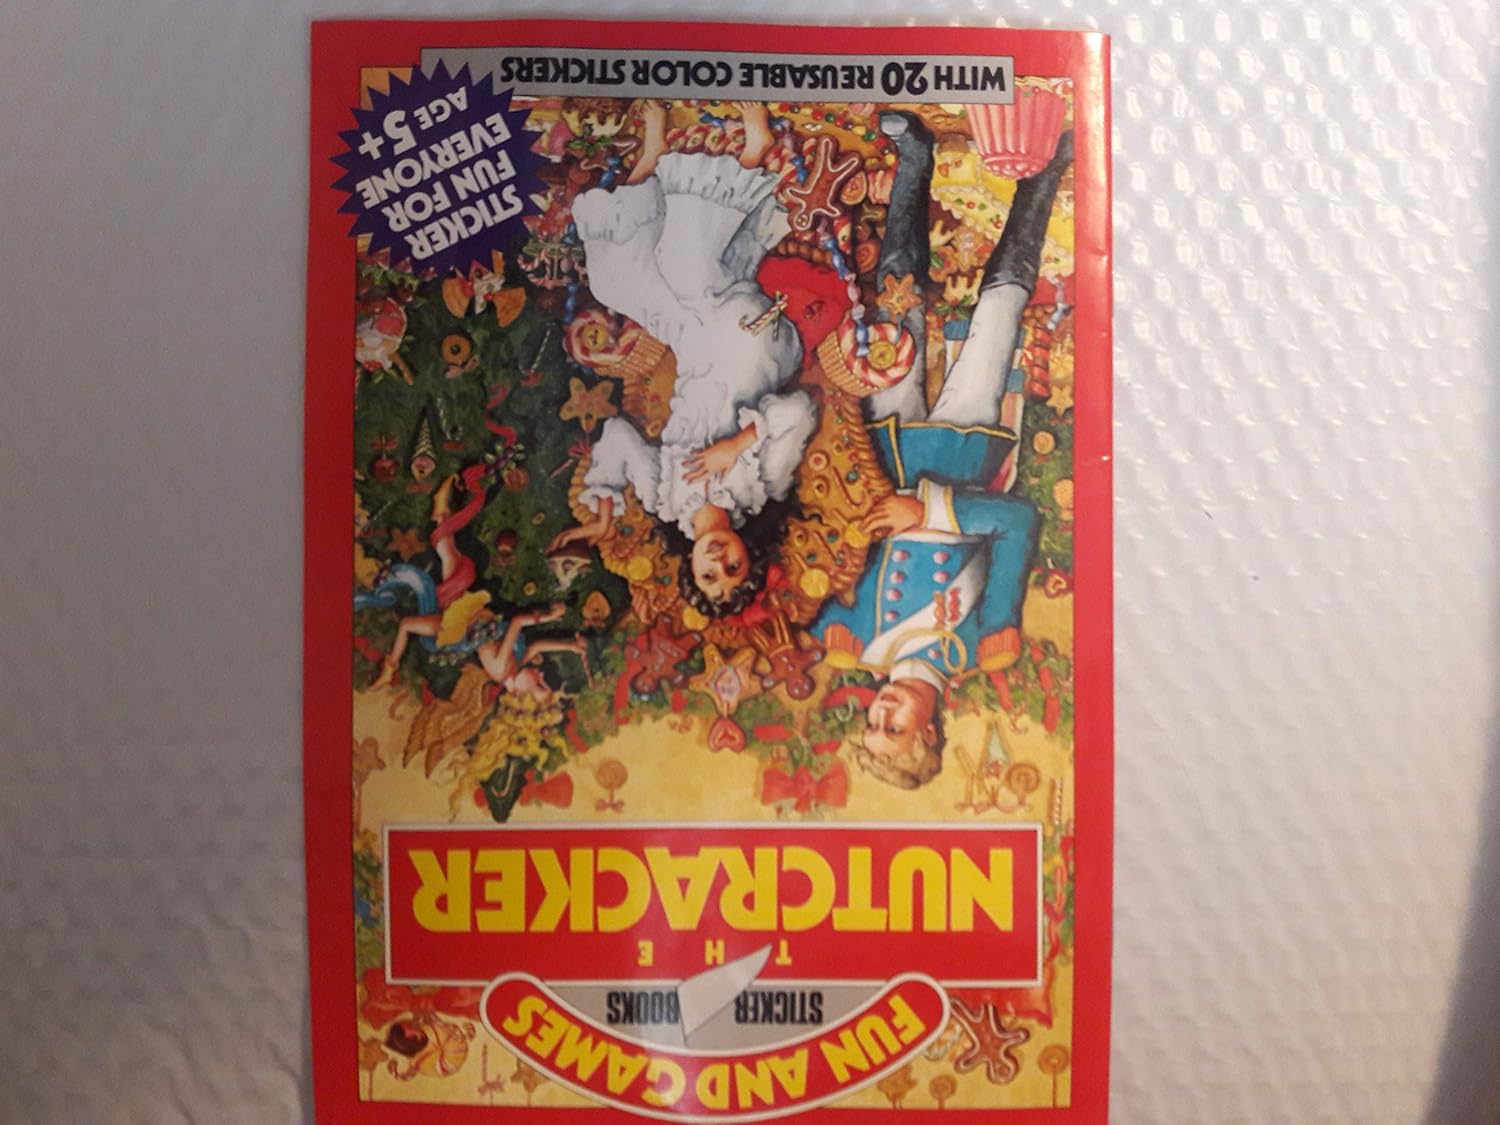 FUN AND GAMES
STICKER BOOKS
THE
NUTCRACKER
STICKER
FUN FOR
EVERYONE
AGE 5+
WITH 20 REUSABLE COLOR STICKERS